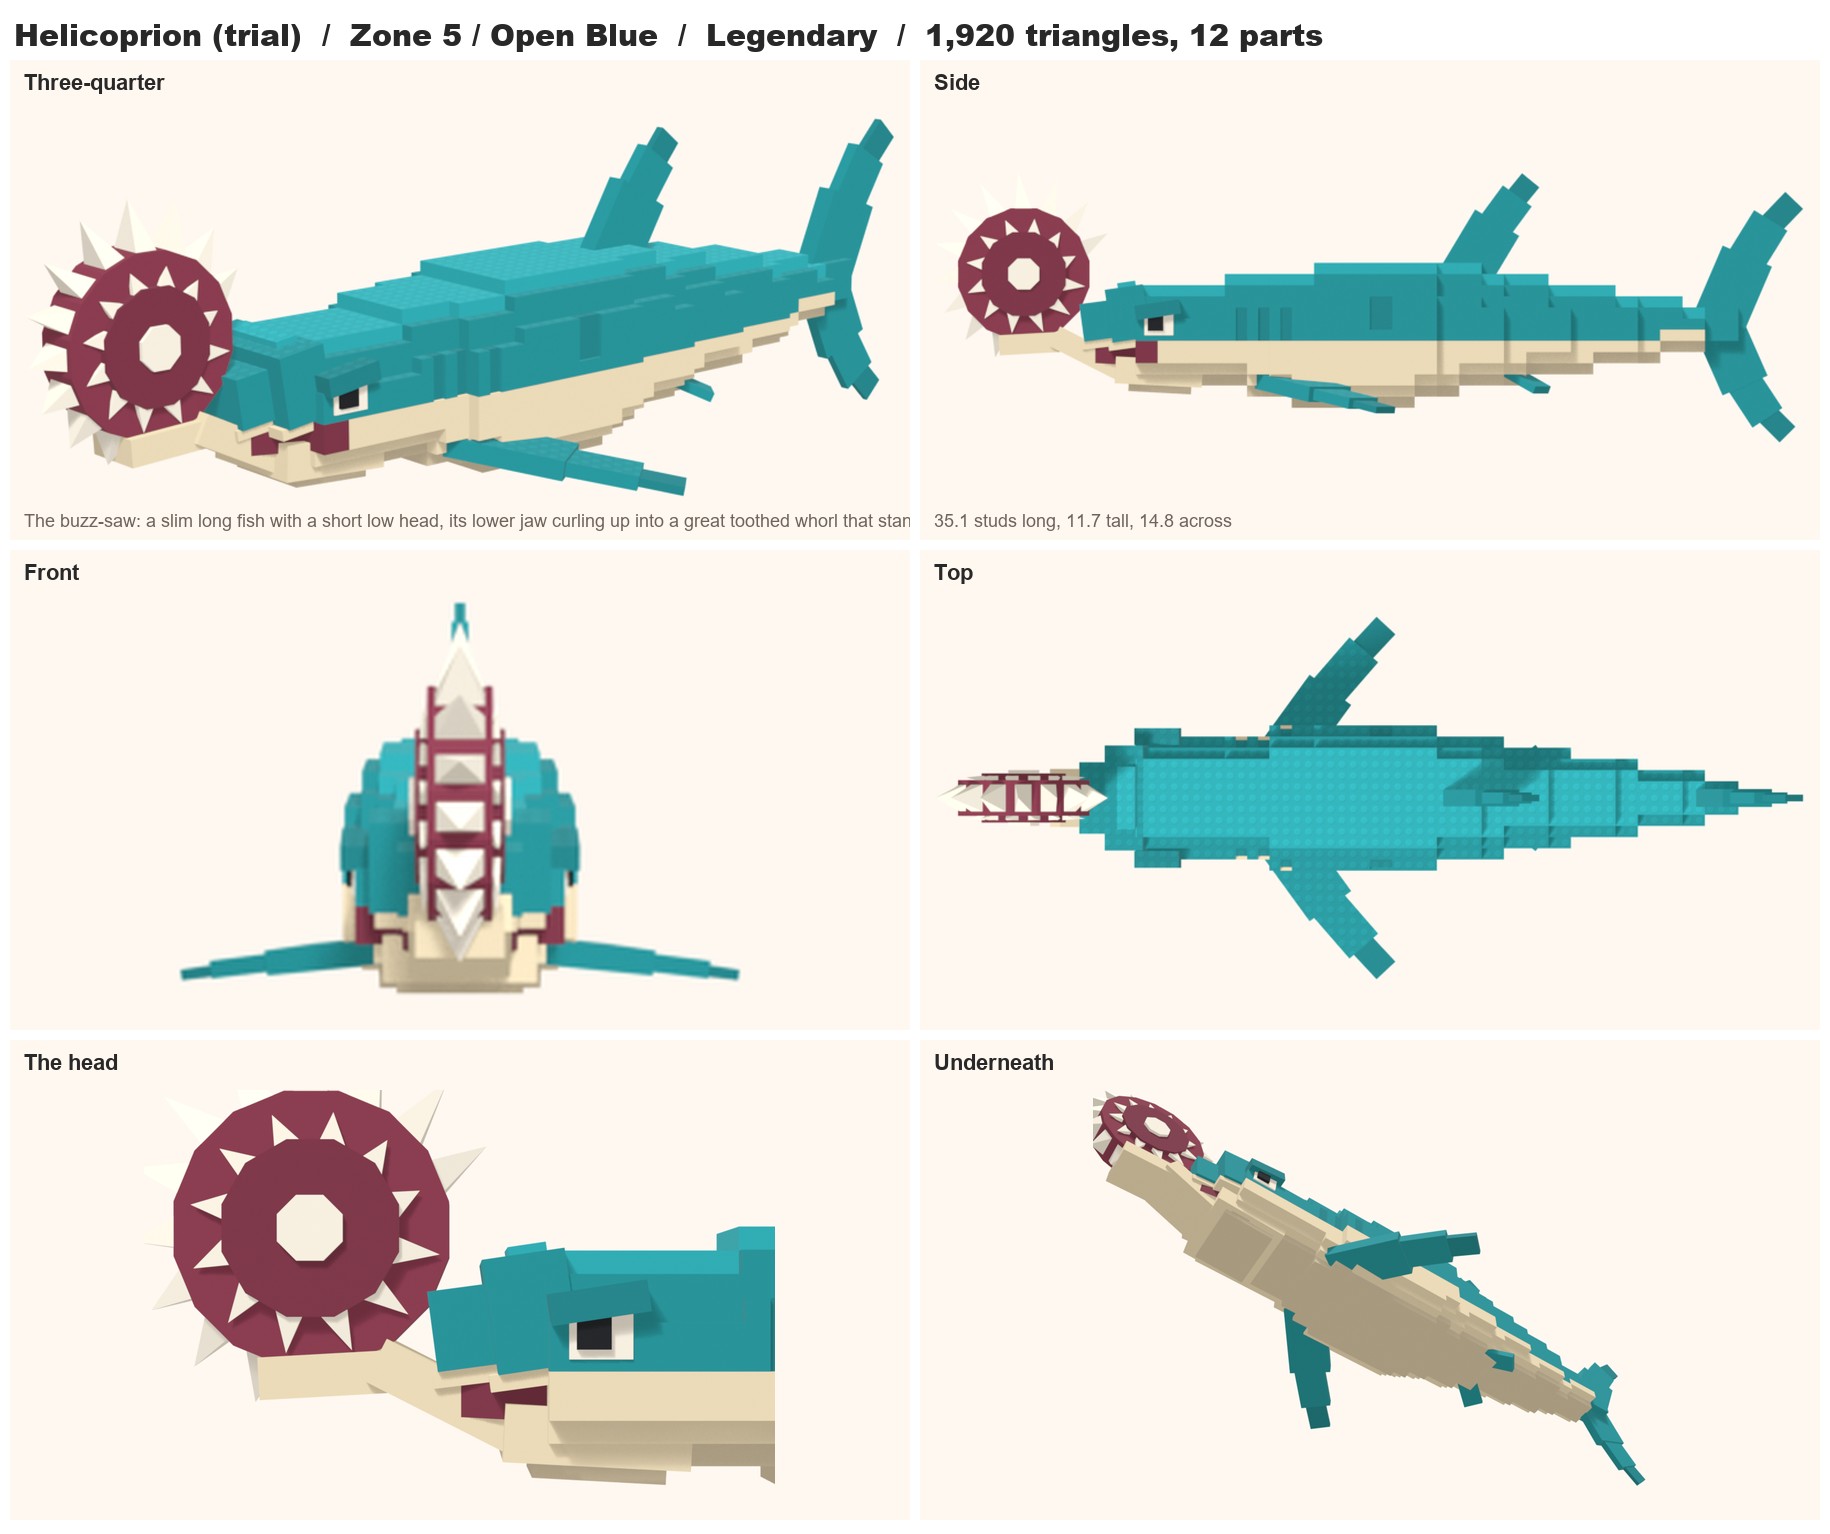 Helicoprion (trial) / Zone 5 / Open Blue / Legendary / 1,920 triangles, 12 parts
Three-quarter
Side
The buzz-saw: a slim long fish with a short low head, its lower jaw curling up into a great toothed whorl that stan
35.1 studs long, 11.7 tall, 14.8 across
Front
Top
The head
Underneath